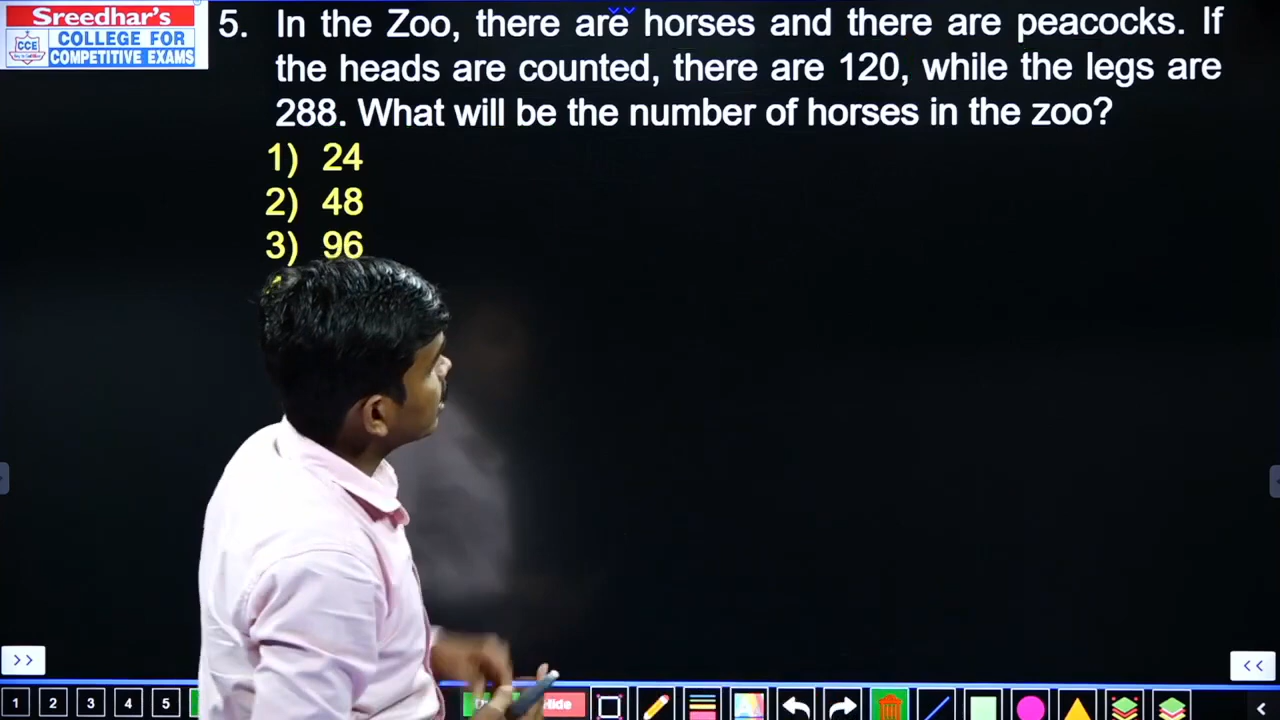 Sreedhar's
CCE
COLLEGE FOR
COMPETITIVE EXAMS
5. In the Zoo, there are horses and there are peacocks. If
the heads are counted, there are 120, while the legs are
288. What will be the number of horses in the zoo?
1) 24
2) 48
3) 96
>>
<<
1 2 3 4 5